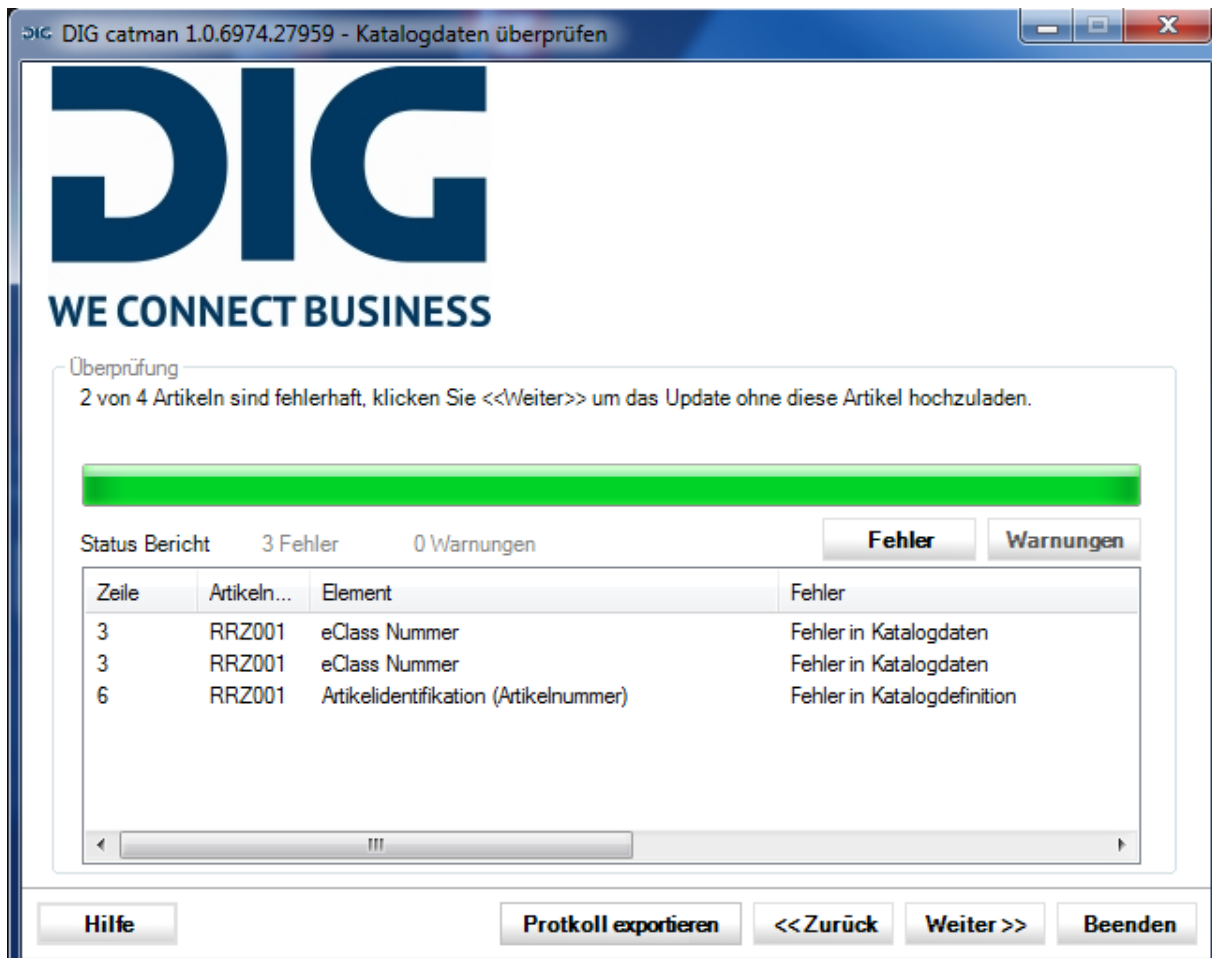 DIG DIG catman 1.0.6974.27959 - Katalogdaten überprüfen
DIG
WE CONNECT BUSINESS
Überprüfung
2 von 4 Artikeln sind fehlerhaft, klicken Sie <<Weiter>> um das Update ohne diese Artikel hochzuladen.
Status Bericht 3 Fehler 0 Warnungen Fehler Warnungen
Zeile Artikeln... Element Fehler
3 RRZ001 eClass Nummer Fehler in Katalogdaten
3 RRZ001 eClass Nummer Fehler in Katalogdaten
6 RRZ001 Artikelidentifikation (Artikelnummer) Fehler in Katalogdefinition
Hilfe Protkoll exportieren <<Zurück Weiter>> Beenden